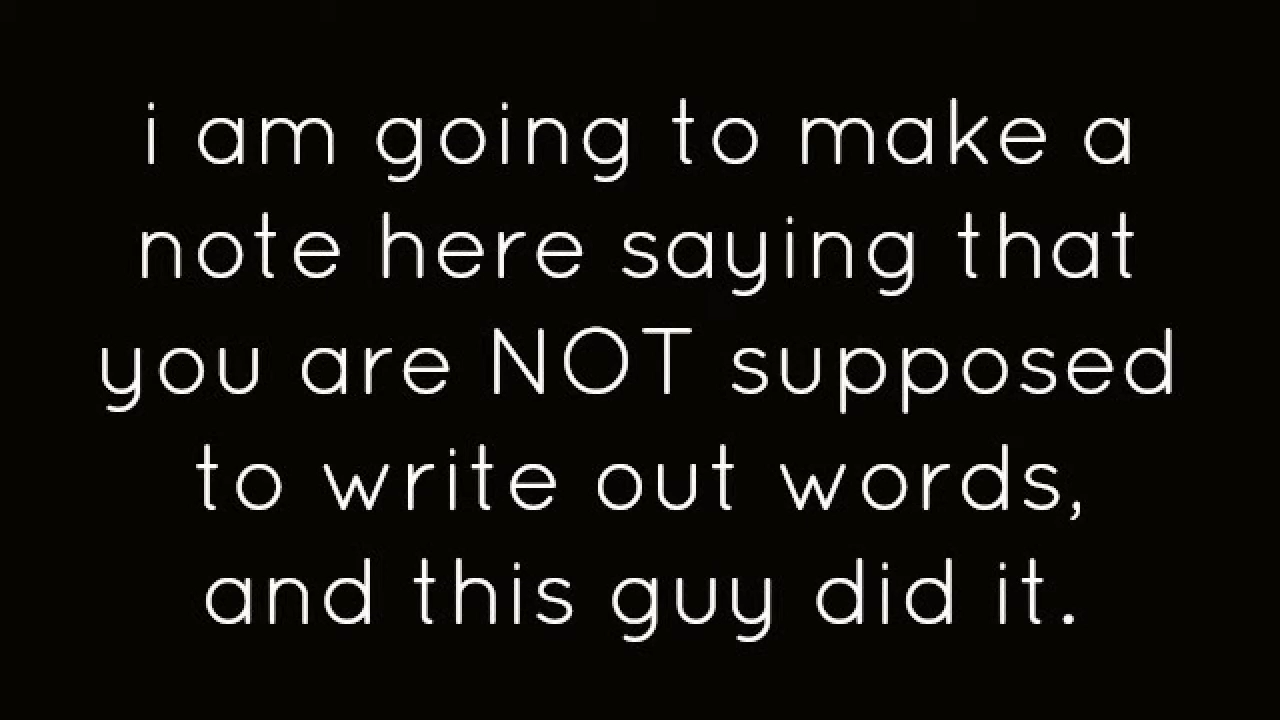 i am going to make a
note here saying that
you are NOT supposed
to write out words,
and this guy did it.